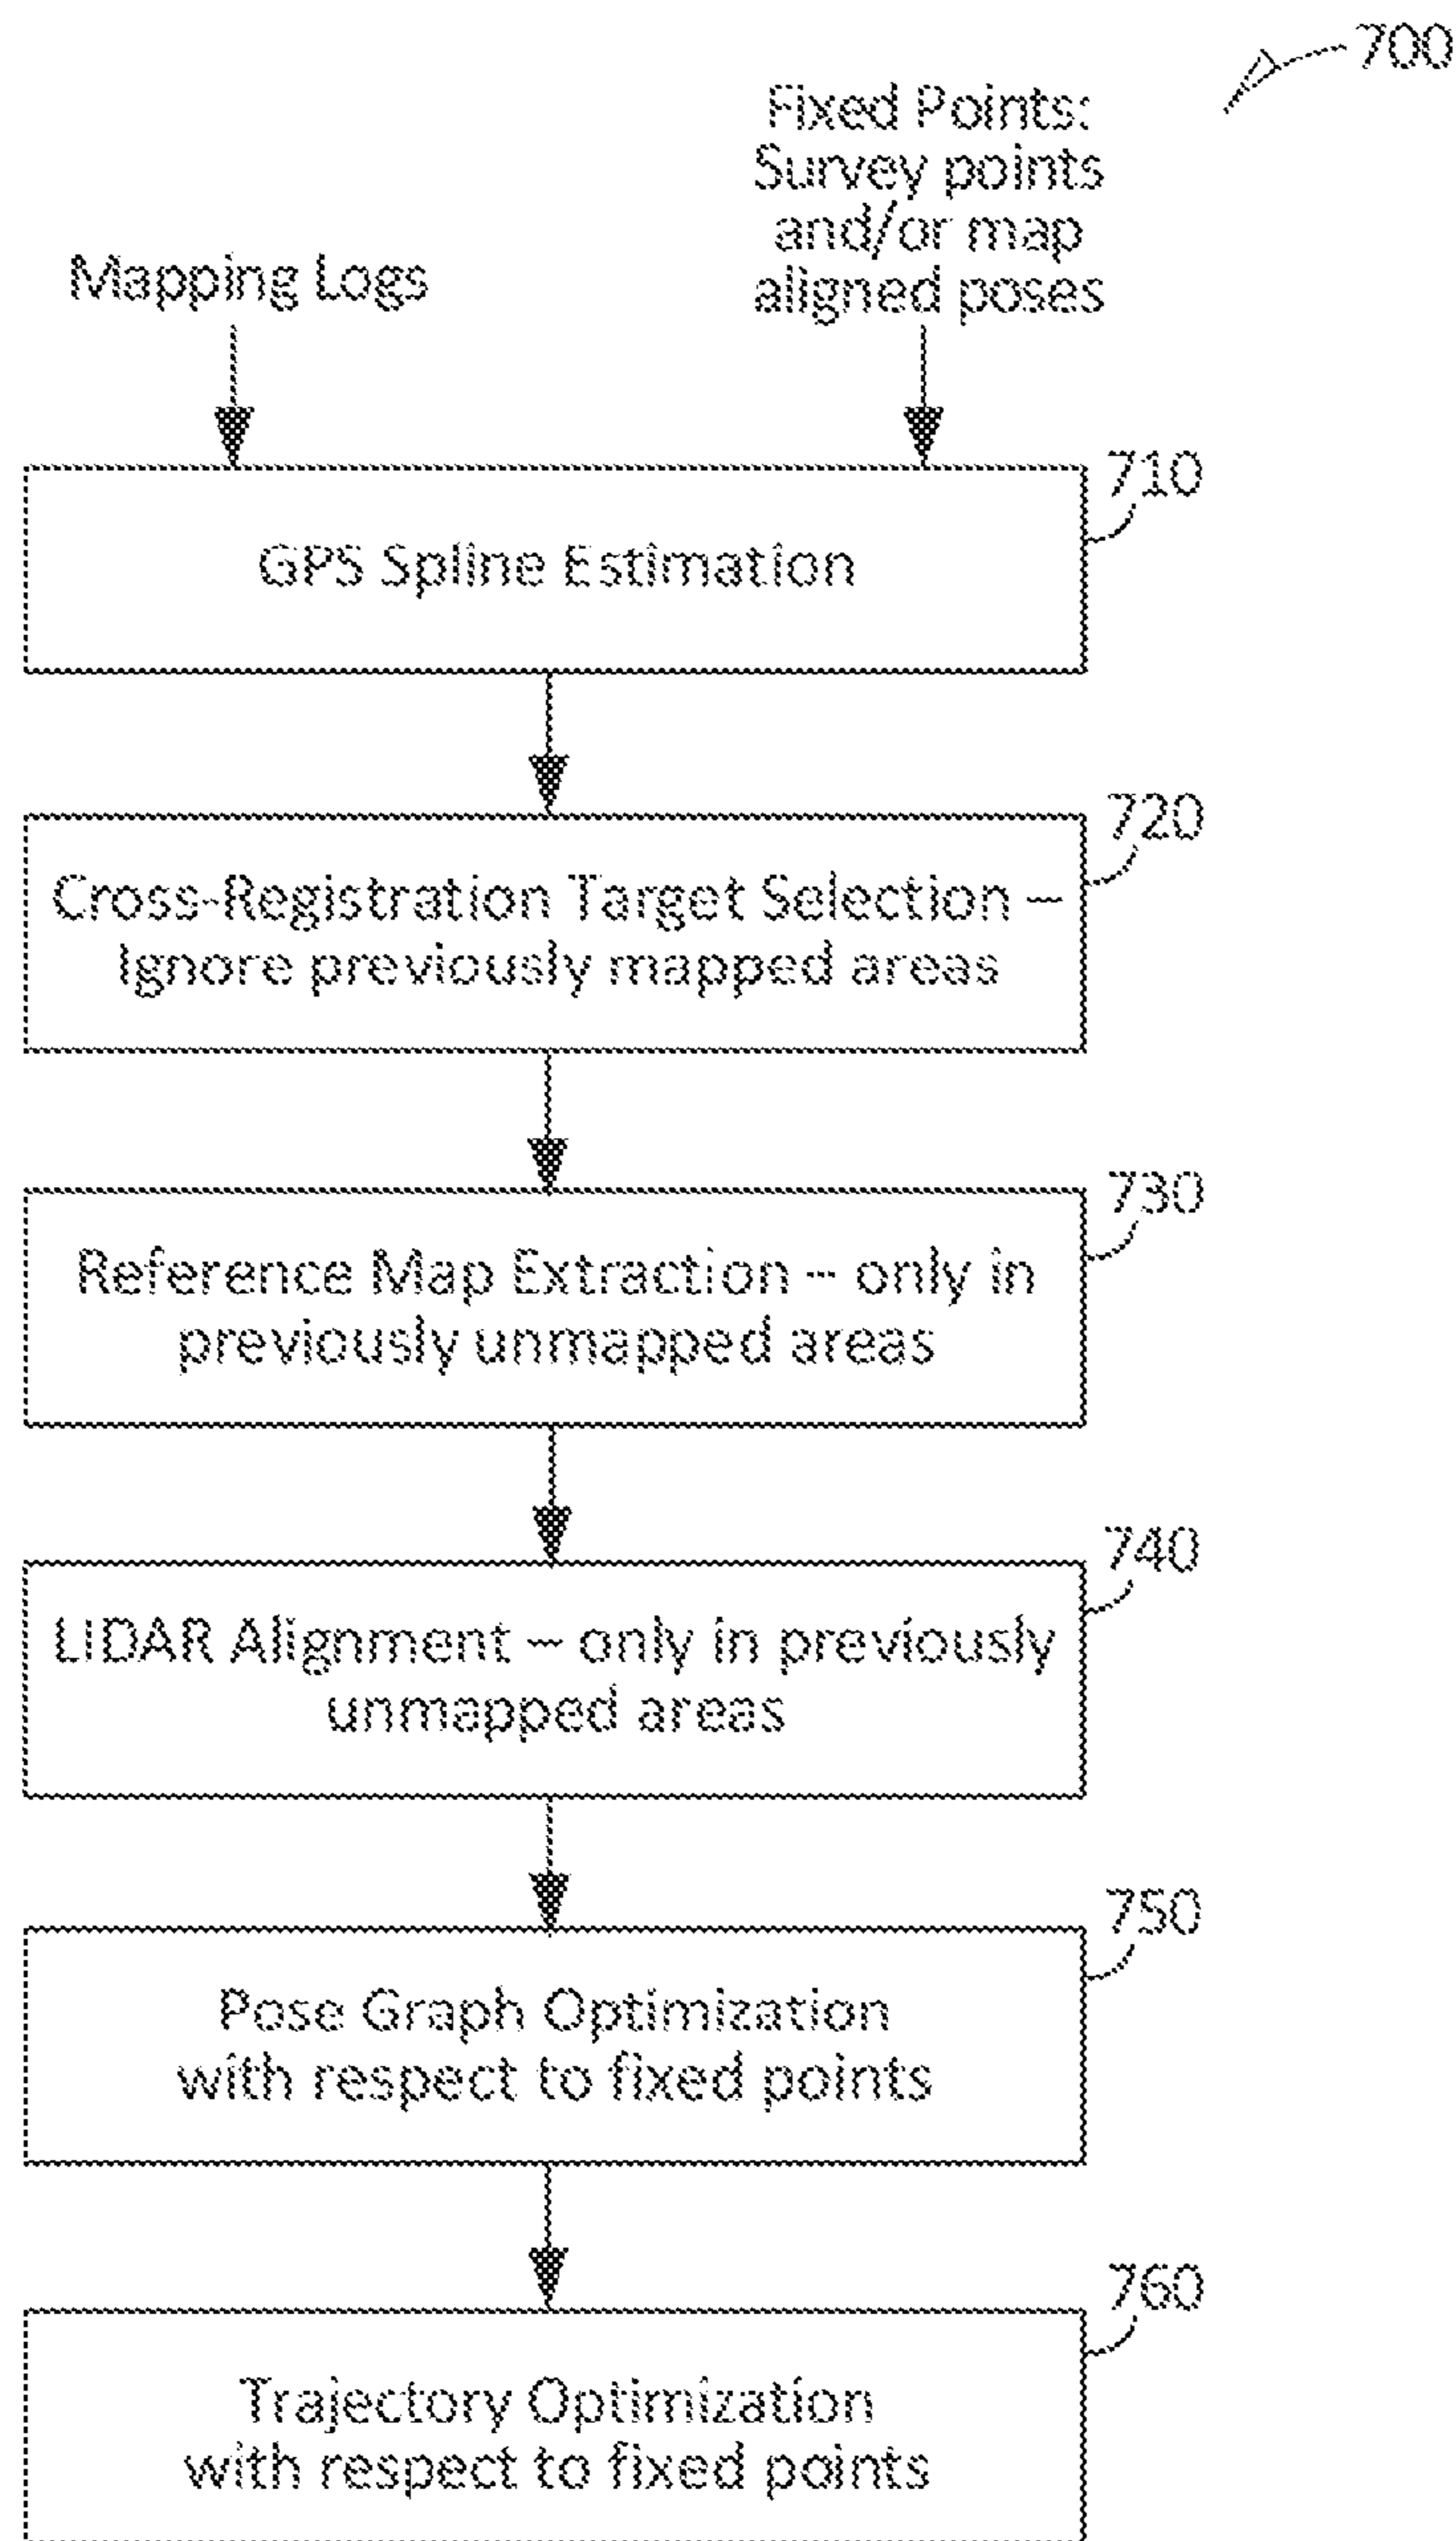 700
Fixed Points:
Survey points
and/or map
aligned poses
Mapping Logs
710
GPS Spline Estimation
720
Cross-Registration Target Selection –
Ignore previously mapped areas
730
Reference Map Extraction – only in
previously unmapped areas
740
LIDAR Alignment – only in previously
unmapped areas
750
Pose Graph Optimization
with respect to fixed points
760
Trajectory Optimization
with respect to fixed points